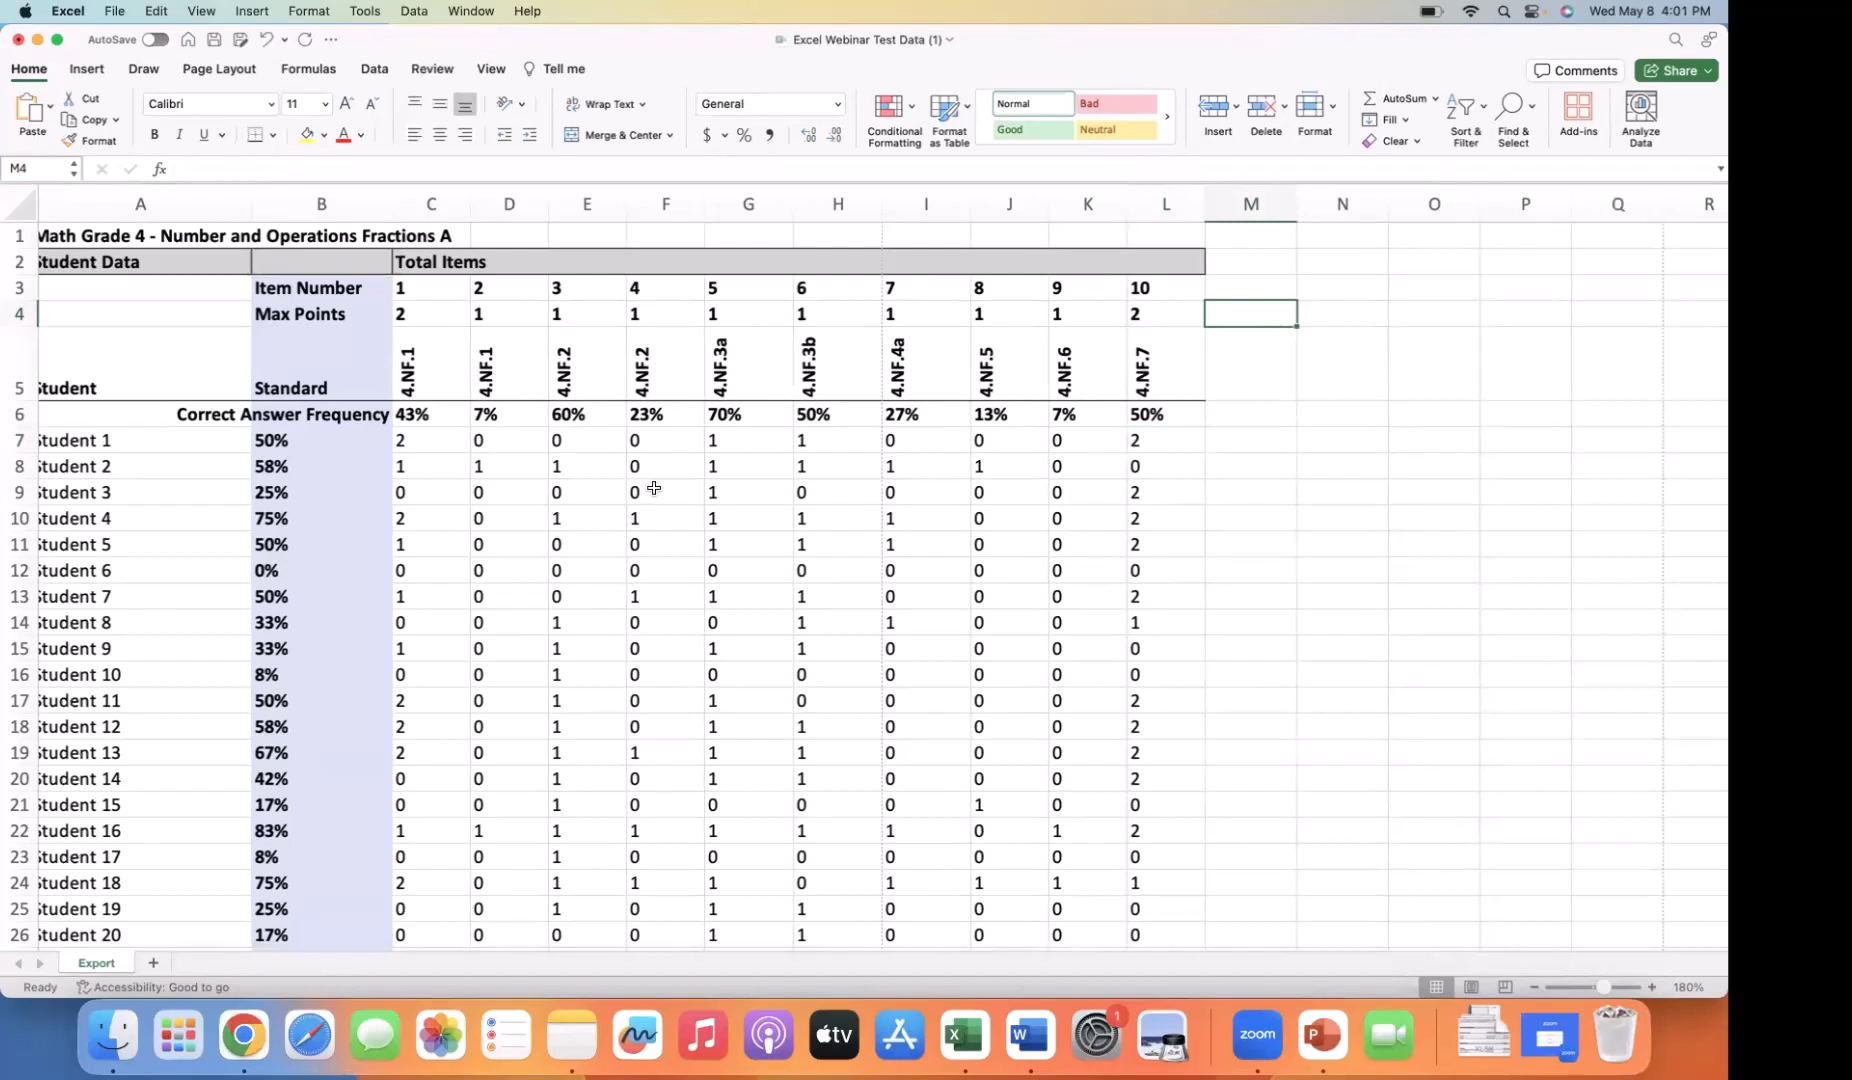 Excel File Edit View Insert Format Tools Data Window Help Wed May 8 4:01 PM
AutoSave Excel Webinar Test Data (1)
Home Insert Draw Page Layout Formulas Data Review View Tell me Comments Share
Paste Cut Copy Format Calibri 11 Wrap Text Merge & Center General Conditional Formatting Format as Table Normal Bad Good Neutral Insert Delete Format AutoSum Fill Clear Sort & Filter Find & Select Add-ins Analyze Data
M4 fx
A B C D E F G H I J K L M N O P Q R
1 Math Grade 4 - Number and Operations Fractions A
2 Student Data Total Items
3 Item Number 1 2 3 4 5 6 7 8 9 10
4 Max Points 2 1 1 1 1 1 1 1 1 2
5 Student Standard 4.NF.1 4.NF.1 4.NF.2 4.NF.2 4.NF.3a 4.NF.3b 4.NF.4a 4.NF.5 4.NF.6 4.NF.7
6 Correct Answer Frequency 43% 7% 60% 23% 70% 50% 27% 13% 7% 50%
7 Student 1 50% 2 0 0 0 1 1 0 0 0 2
8 Student 2 58% 1 1 1 0 1 1 1 1 0 0
9 Student 3 25% 0 0 0 0 1 0 0 0 0 2
10 Student 4 75% 2 0 1 1 1 1 1 0 0 2
11 Student 5 50% 1 0 0 0 1 1 1 0 0 2
12 Student 6 0% 0 0 0 0 0 0 0 0 0 0
13 Student 7 50% 1 0 0 1 1 1 0 0 0 2
14 Student 8 33% 0 0 1 0 0 1 1 0 0 1
15 Student 9 33% 1 0 1 0 1 1 0 0 0 0
16 Student 10 8% 0 0 1 0 0 0 0 0 0 0
17 Student 11 50% 2 0 1 0 1 0 0 0 0 2
18 Student 12 58% 2 0 1 0 1 1 0 0 0 2
19 Student 13 67% 2 0 1 1 1 1 0 0 0 2
20 Student 14 42% 0 0 1 0 1 1 0 0 0 2
21 Student 15 17% 0 0 1 0 0 0 0 1 0 0
22 Student 16 83% 1 1 1 1 1 1 1 0 1 2
23 Student 17 8% 0 0 1 0 0 0 0 0 0 0
24 Student 18 75% 2 0 1 1 1 0 1 1 1 1
25 Student 19 25% 0 0 1 0 1 1 0 0 0 0
26 Student 20 17% 0 0 0 0 1 1 0 0 0 0
Export
Ready Accessibility: Good to go 180%
tv X W 1 zoom P zoom